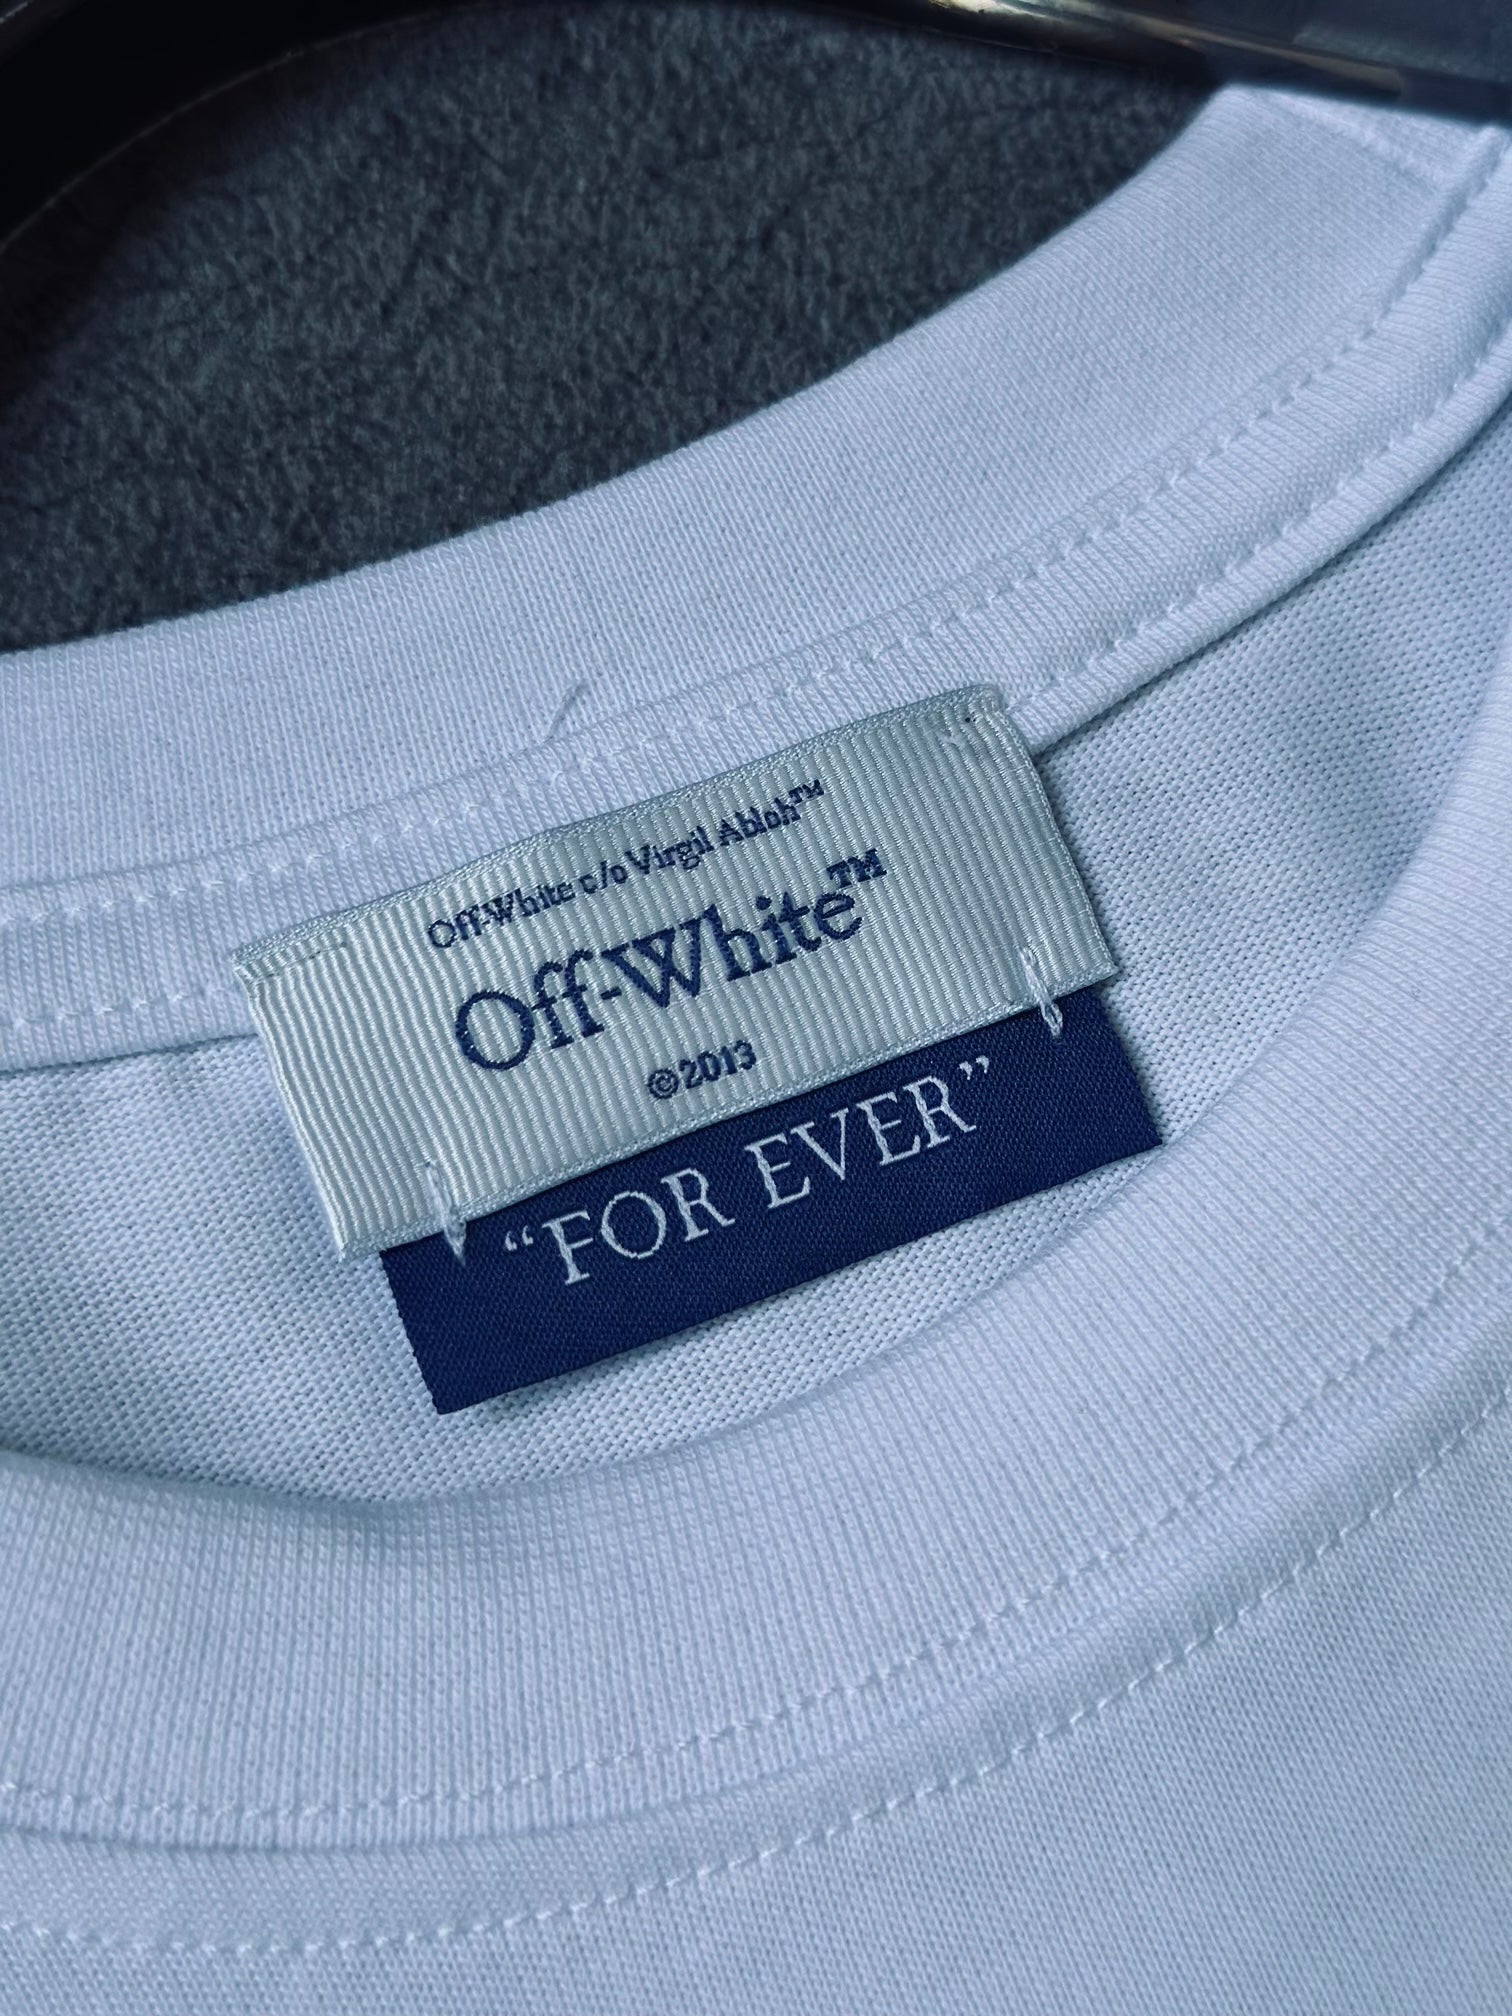 Off-White c/o Virgil Abloh™
Off-White™
©2013
“FOR EVER”